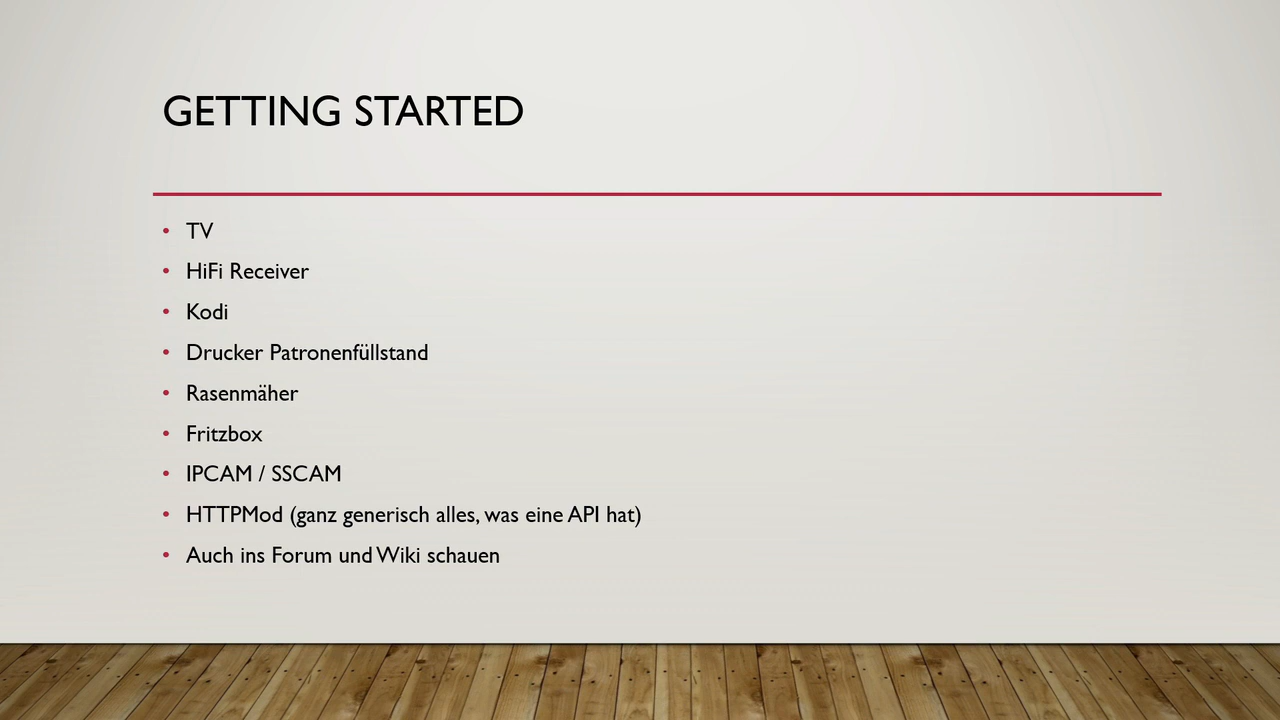 GETTING STARTED
• TV
• HiFi Receiver
• Kodi
• Drucker Patronenfüllstand
• Rasenmäher
• Fritzbox
• IPCAM / SSCAM
• HTTPMod (ganz generisch alles, was eine API hat)
• Auch ins Forum und Wiki schauen